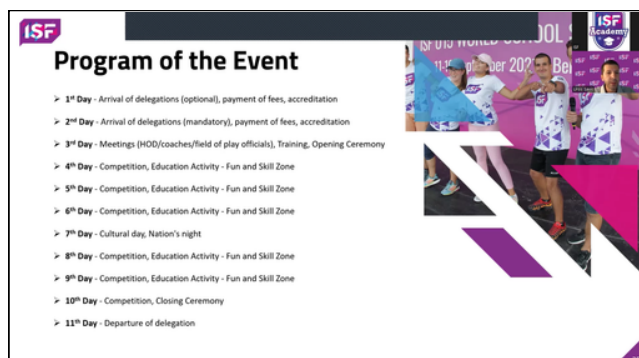 ISF
ISF
Academy
Program of the Event
➢ 1st Day - Arrival of delegations (optional), payment of fees, accreditation
➢ 2nd Day - Arrival of delegations (mandatory), payment of fees, accreditation
➢ 3rd Day - Meetings (HOD/coaches/field of play officials), Training, Opening Ceremony
➢ 4th Day - Competition, Education Activity - Fun and Skill Zone
➢ 5th Day - Competition, Education Activity - Fun and Skill Zone
➢ 6th Day - Competition, Education Activity - Fun and Skill Zone
➢ 7th Day - Cultural day, Nation's night
➢ 8th Day - Competition, Education Activity - Fun and Skill Zone
➢ 9th Day - Competition, Education Activity - Fun and Skill Zone
➢ 10th Day - Competition, Closing Ceremony
➢ 11th Day - Departure of delegation
ISF U15 WORLD SCHOOL
ISF